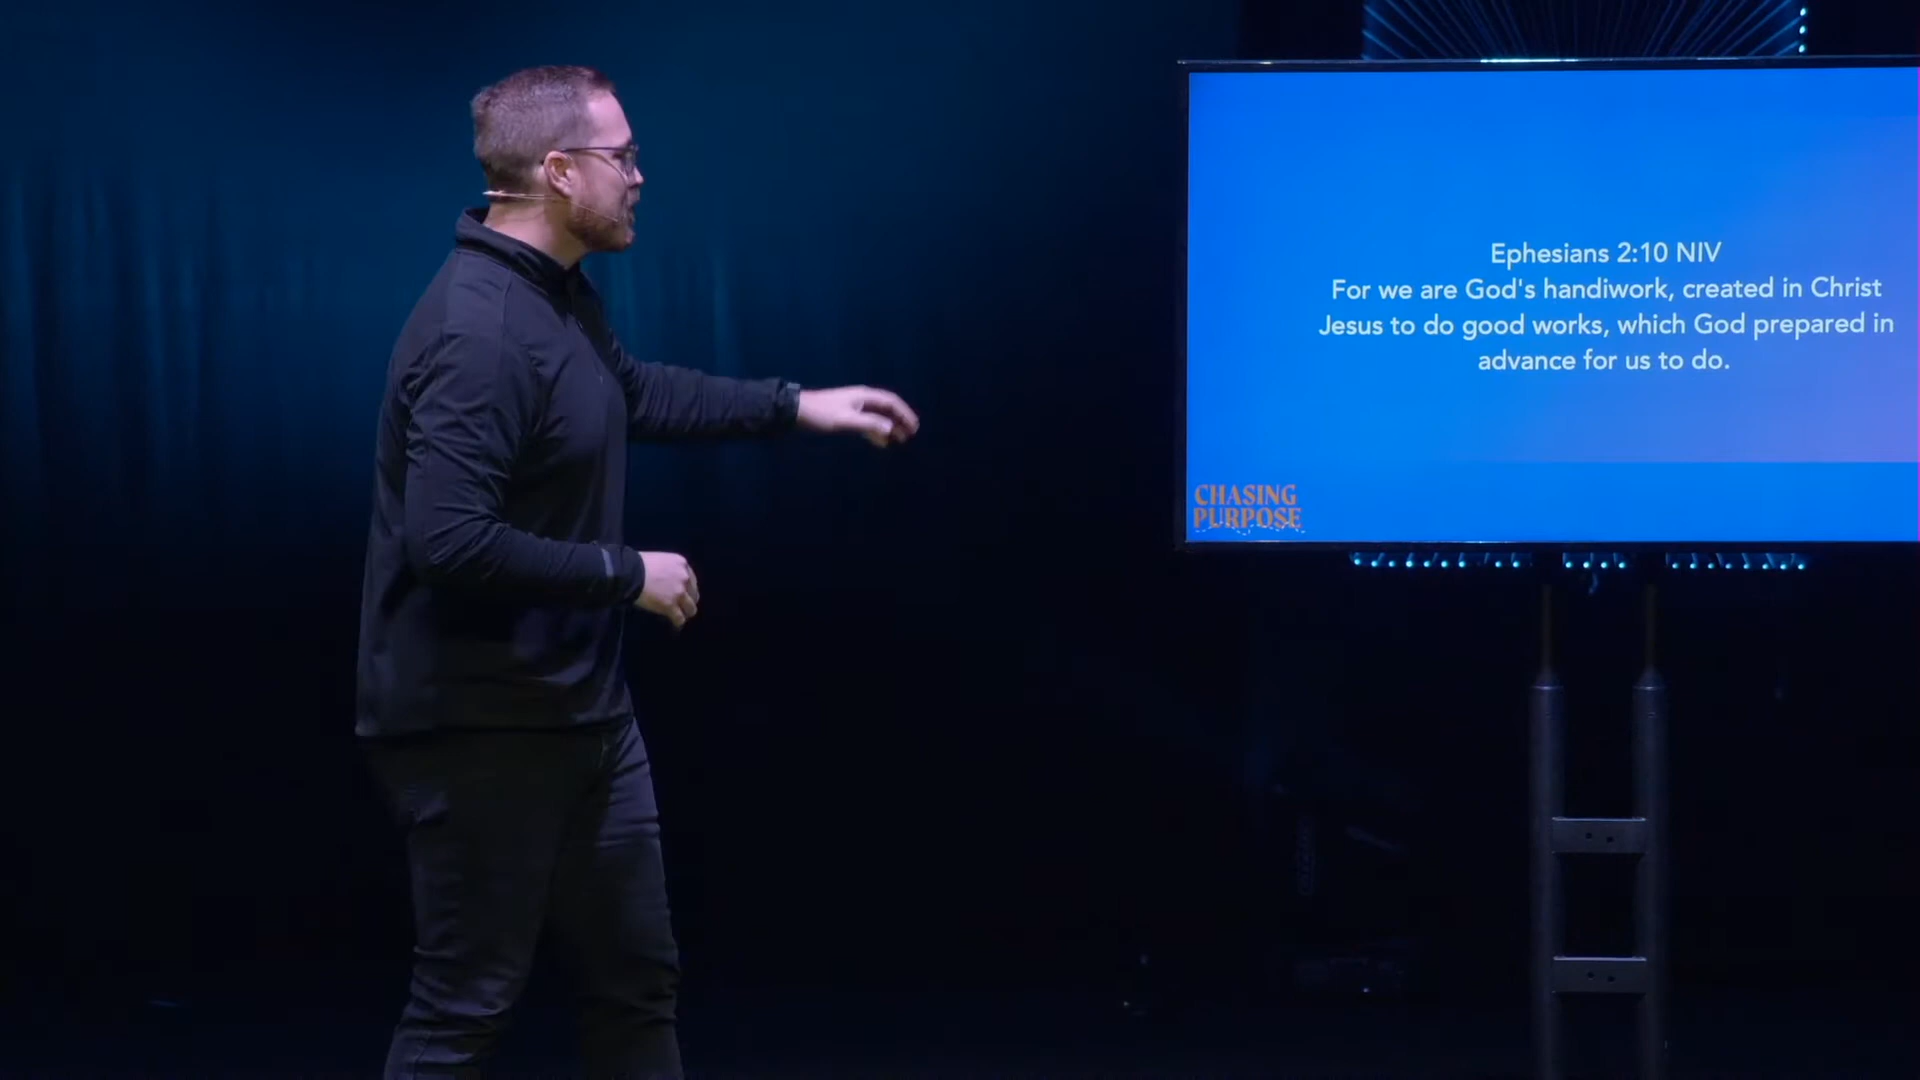 Ephesians 2:10 NIV
For we are God's handiwork, created in Christ
Jesus to do good works, which God prepared in
advance for us to do.
CHASING
PURPOSE